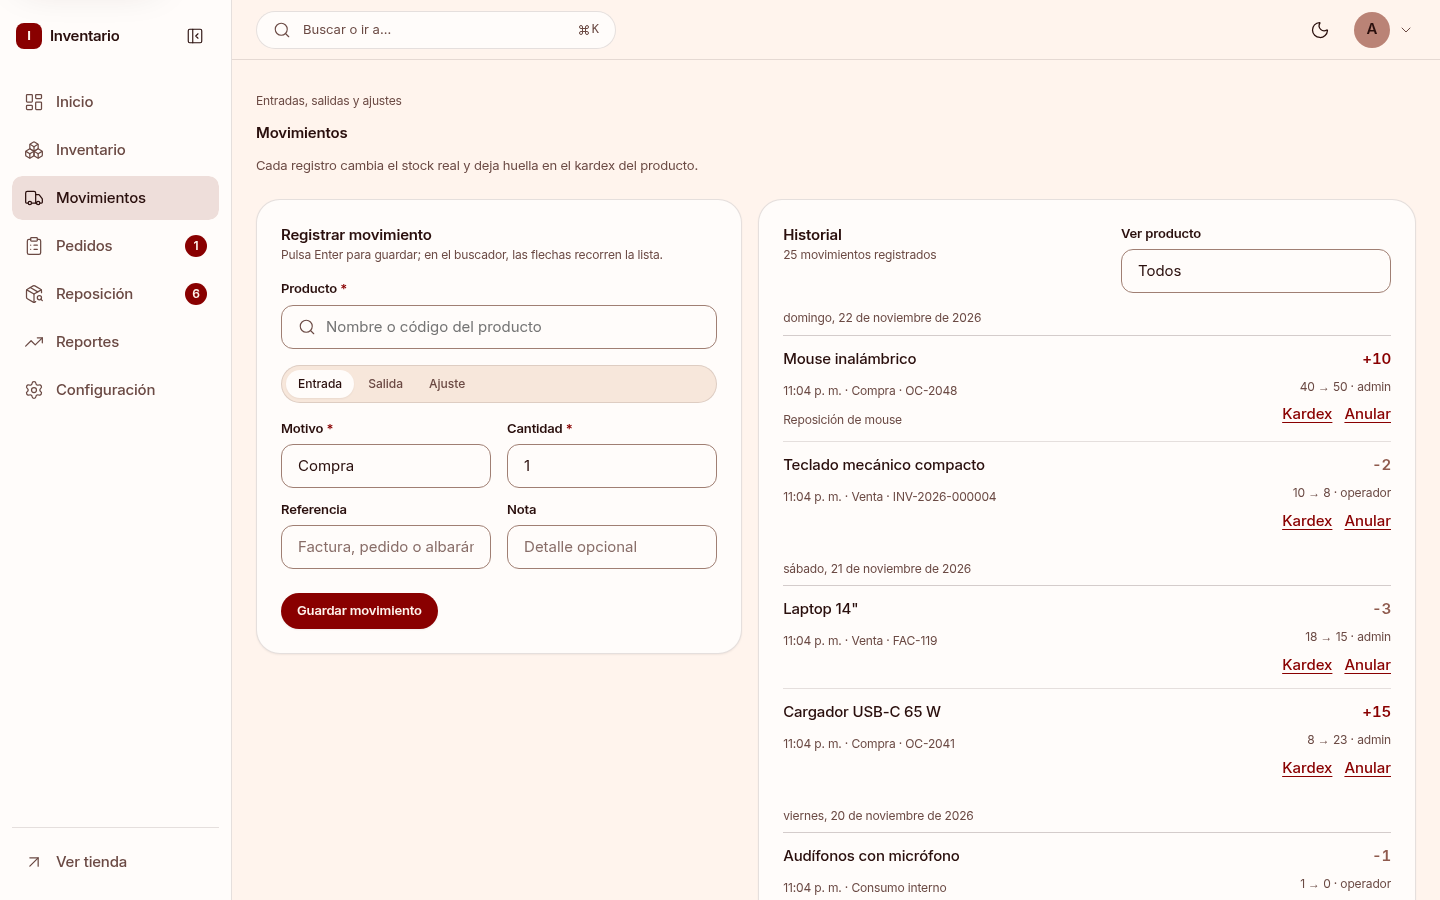 I Inventario
Inicio
Inventario
Movimientos
Pedidos 1
Reposición 6
Reportes
Configuración
Ver tienda
Buscar o ir a... ⌘K
A
Entradas, salidas y ajustes
Movimientos
Cada registro cambia el stock real y deja huella en el kardex del producto.
Registrar movimiento
Pulsa Enter para guardar; en el buscador, las flechas recorren la lista.
Producto *
Nombre o código del producto
Entrada Salida Ajuste
Motivo * Cantidad *
Compra 1
Referencia Nota
Factura, pedido o albarán Detalle opcional
Guardar movimiento
Historial
25 movimientos registrados
Ver producto
Todos
domingo, 22 de noviembre de 2026
Mouse inalámbrico +10
11:04 p. m. · Compra · OC-2048 40 → 50 · admin
Reposición de mouse Kardex Anular
Teclado mecánico compacto -2
11:04 p. m. · Venta · INV-2026-000004 10 → 8 · operador
Kardex Anular
sábado, 21 de noviembre de 2026
Laptop 14" -3
11:04 p. m. · Venta · FAC-119 18 → 15 · admin
Kardex Anular
Cargador USB-C 65 W +15
11:04 p. m. · Compra · OC-2041 8 → 23 · admin
Kardex Anular
viernes, 20 de noviembre de 2026
Audífonos con micrófono -1
11:04 p. m. · Consumo interno 1 → 0 · operador